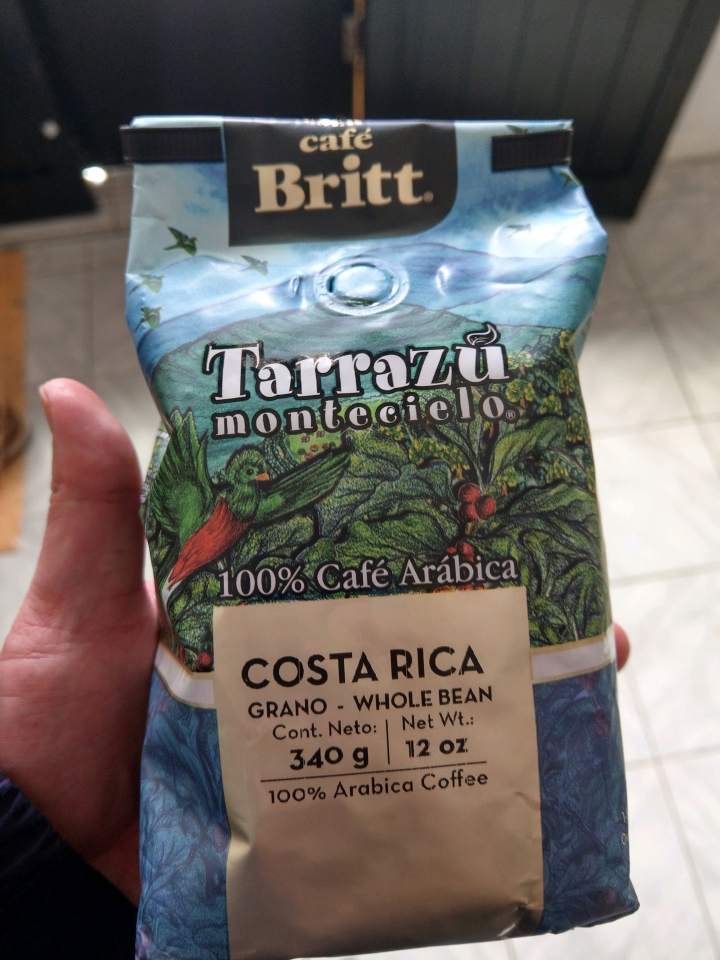 café
Britt®
Tarrazú
montecielo®
100% Café Arábica
COSTA RICA
GRANO - WHOLE BEAN
Cont. Neto: Net Wt.:
340 g 12 oz
100% Arabica Coffee